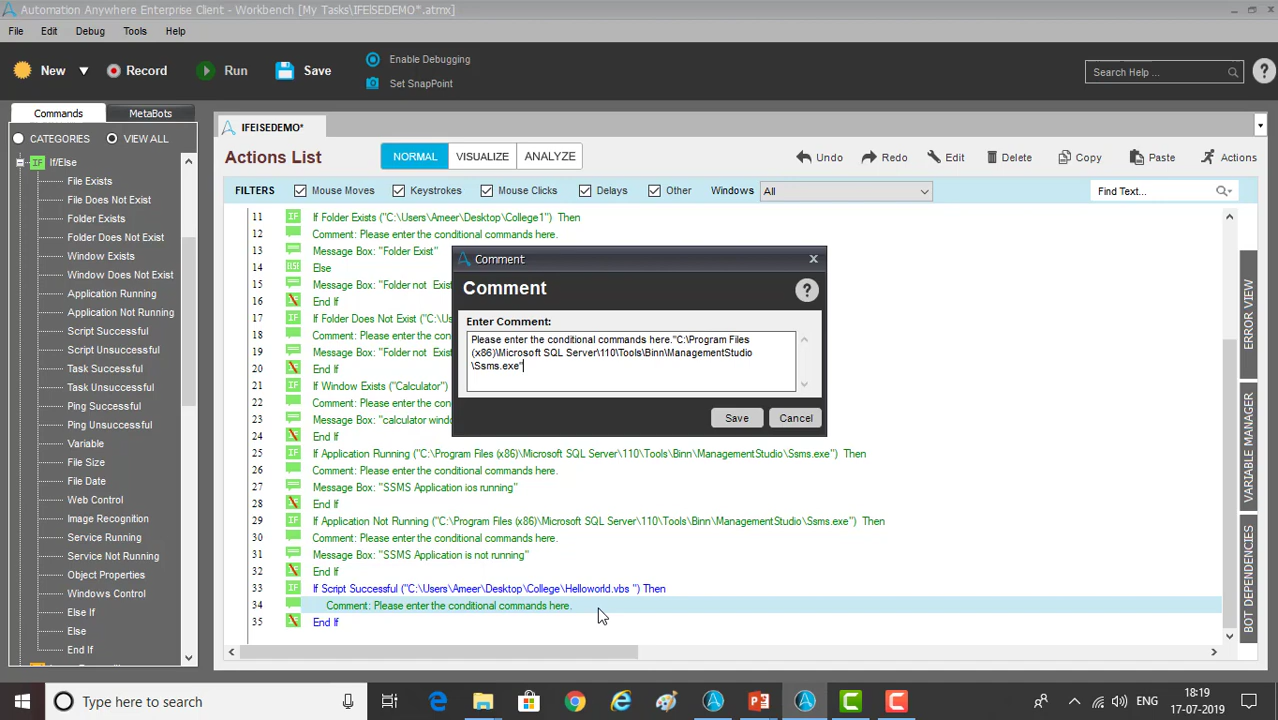 Automation Anywhere Enterprise Client - Workbench [My Tasks\IFElSEDEMO*.atmx]
File Edit Debug Tools Help
New Record Run Save
Enable Debugging
Set SnapPoint
Search Help ...
Commands MetaBots
CATEGORIES VIEW ALL
If/Else
File Exists
File Does Not Exist
Folder Exists
Folder Does Not Exist
Window Exists
Window Does Not Exist
Application Running
Application Not Running
Script Successful
Script Unsuccessful
Task Successful
Task Unsuccessful
Ping Successful
Ping Unsuccessful
Variable
File Size
File Date
Web Control
Image Recognition
Service Running
Service Not Running
Object Properties
Windows Control
Else If
Else
End If
IFElSEDEMO*
Actions List NORMAL VISUALIZE ANALYZE Undo Redo Edit Delete Copy Paste Actions
FILTERS Mouse Moves Keystrokes Mouse Clicks Delays Other Windows All Find Text...
11 IF If Folder Exists ("C:\Users\Ameer\Desktop\College1") Then
12 Comment: Please enter the conditional commands here.
13 Message Box: "Folder Exist"
14 ELSE Else
15 Message Box: "Folder not Exis
16 End If
17 IF If Folder Does Not Exist ("C:\Us
18 Comment: Please enter the cond
19 Message Box: "Folder not Exis
20 End If
21 IF If Window Exists ("Calculator")
22 Comment: Please enter the con
23 Message Box: "calculator windo
24 End If
25 IF If Application Running ("C:\Program Files (x86)\Microsoft SQL Server\110\Tools\Binn\ManagementStudio\Ssms.exe") Then
26 Comment: Please enter the conditional commands here.
27 Message Box: "SSMS Application ios running"
28 End If
29 IF If Application Not Running ("C:\Program Files (x86)\Microsoft SQL Server\110\Tools\Binn\ManagementStudio\Ssms.exe") Then
30 Comment: Please enter the conditional commands here.
31 Message Box: "SSMS Application is not running"
32 End If
33 IF If Script Successful ("C:\Users\Ameer\Desktop\College\Helloworld.vbs ") Then
34 Comment: Please enter the conditional commands here.
35 End If
Comment
Comment
Enter Comment:
Please enter the conditional commands here."C:\Program Files
(x86)\Microsoft SQL Server\110\Tools\Binn\ManagementStudio
\Ssms.exe"
Save Cancel
ERROR VIEW
VARIABLE MANAGER
BOT DEPENDENCIES
Type here to search
ENG
18:19
17-07-2019